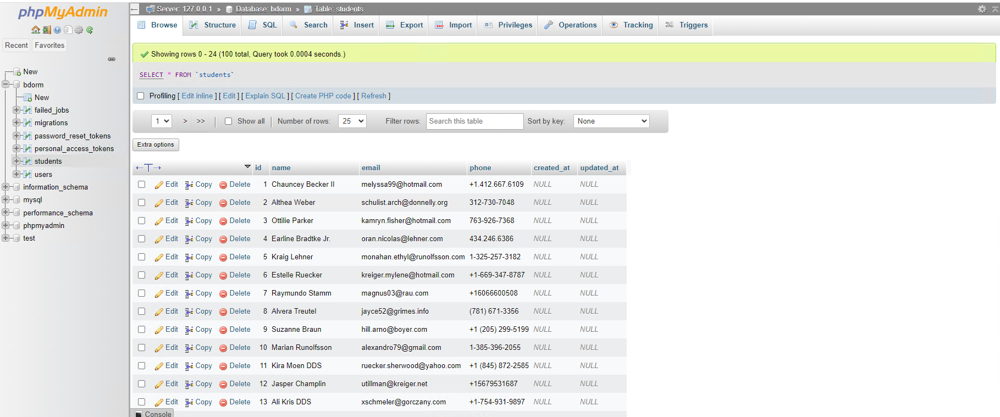 phpMyAdmin
Recent Favorites
New
bdorm
New
failed_jobs
migrations
password_reset_tokens
personal_access_tokens
students
users
information_schema
mysql
performance_schema
phpmyadmin
test
Server: 127.0.0.1 » Database: bdorm » Table: students
Browse Structure SQL Search Insert Export Import Privileges Operations Tracking Triggers
Showing rows 0 - 24 (100 total, Query took 0.0004 seconds.)
SELECT * FROM `students`
Profiling [ Edit inline ] [ Edit ] [ Explain SQL ] [ Create PHP code ] [ Refresh ]
1 > >> Show all Number of rows: 25 Filter rows: Search this table Sort by key: None
Extra options
id name email phone created_at updated_at
Edit Copy Delete 1 Chauncey Becker II melyssa99@hotmail.com +1.412.667.6109 NULL NULL
Edit Copy Delete 2 Althea Weber schulist.arch@donnelly.org 312-730-7048 NULL NULL
Edit Copy Delete 3 Ottilie Parker kamryn.fisher@hotmail.com 763-926-7368 NULL NULL
Edit Copy Delete 4 Earline Bradtke Jr. oran.nicolas@lehner.com 434.246.6386 NULL NULL
Edit Copy Delete 5 Kraig Lehner monahan.ethyl@runolfsson.com 1-325-257-3182 NULL NULL
Edit Copy Delete 6 Estelle Ruecker kreiger.mylene@hotmail.com +1-669-347-8787 NULL NULL
Edit Copy Delete 7 Raymundo Stamm magnus03@rau.com +16066600508 NULL NULL
Edit Copy Delete 8 Alvera Treutel jayce52@grimes.info (781) 671-3356 NULL NULL
Edit Copy Delete 9 Suzanne Braun hill.arno@boyer.com +1 (205) 299-5199 NULL NULL
Edit Copy Delete 10 Marian Runolfsson alexandro79@gmail.com 1-385-396-2055 NULL NULL
Edit Copy Delete 11 Kira Moen DDS ruecker.sherwood@yahoo.com +1 (845) 872-2585 NULL NULL
Edit Copy Delete 12 Jasper Champlin utillman@kreiger.net +15679531687 NULL NULL
Edit Copy Delete 13 Ali Kris DDS xschmeler@gorczany.com +1-754-931-9897 NULL NULL
Console